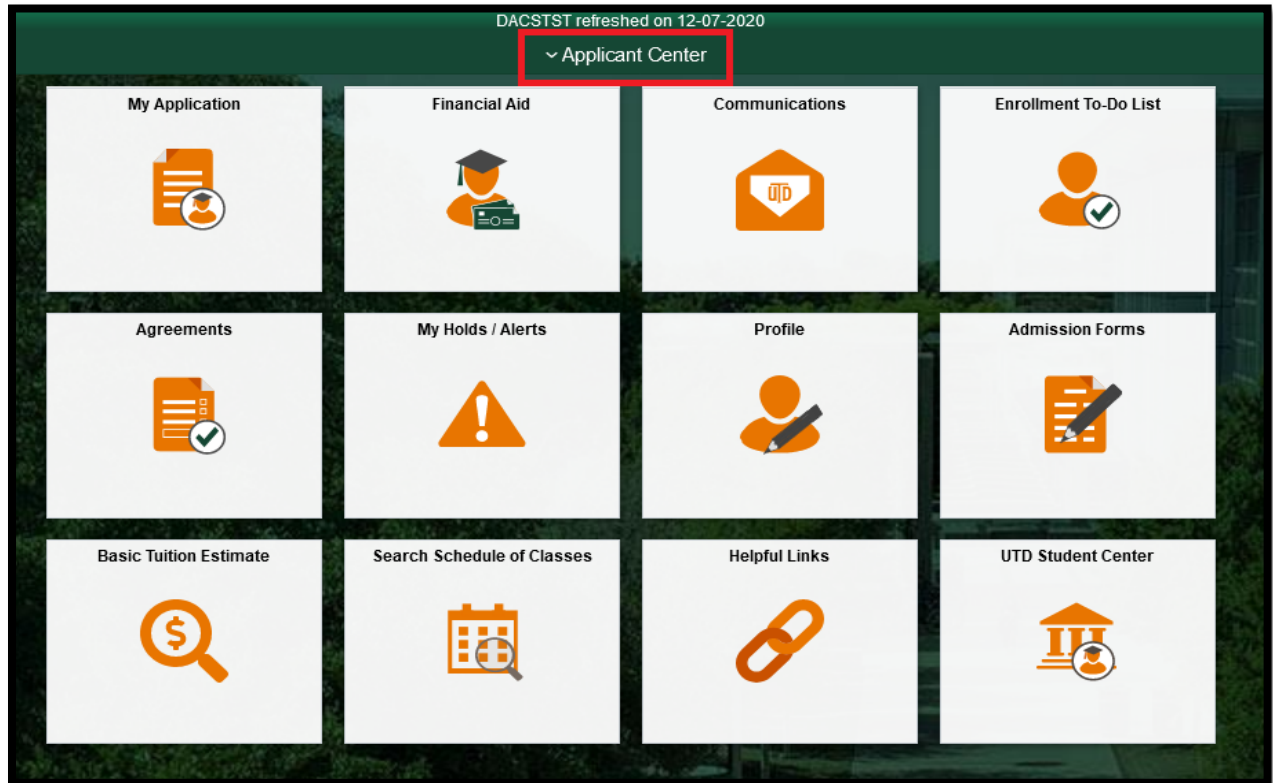 DACSTST refreshed on 12-07-2020
Applicant Center
My Application
Financial Aid
Communications
Enrollment To-Do List
UTD
Agreements
My Holds / Alerts
Profile
Admission Forms
Basic Tuition Estimate
Search Schedule of Classes
Helpful Links
UTD Student Center
$